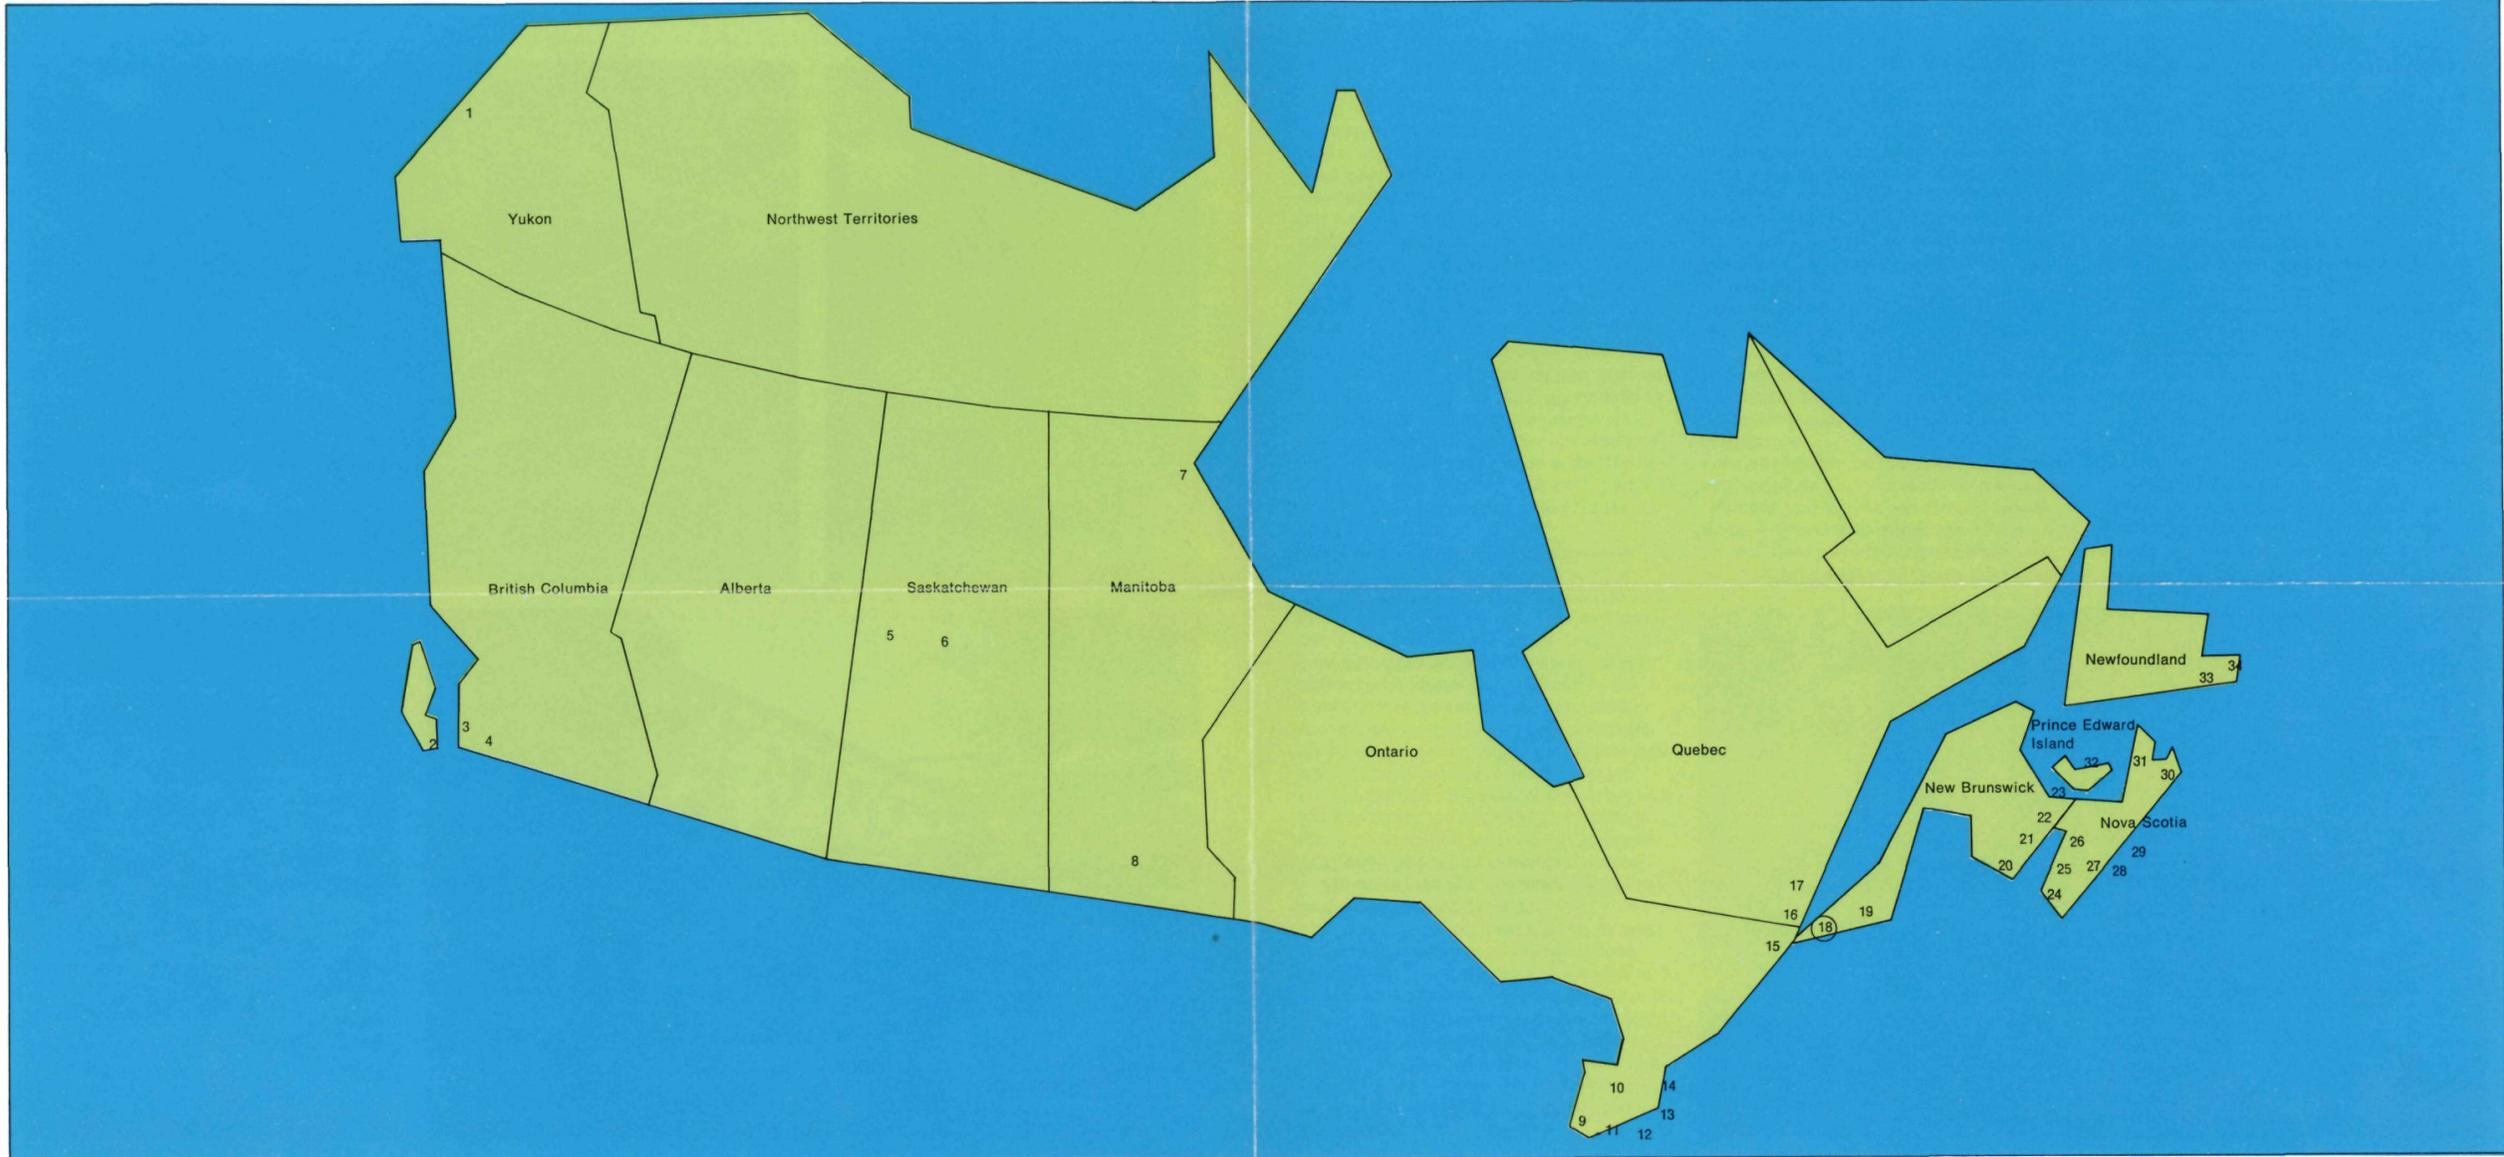 1
Yukon
Northwest Territories
7
British Columbia
Alberta
Saskatchewan
Manitoba
5
6
2
3
4
8
Ontario
Quebec
Newfoundland
33
34
Prince Edward
Island
32
31
30
New Brunswick
23
22
Nova Scotia
21
26
29
20
25
27
28
24
17
16
18
19
15
10
14
9
11
12
13